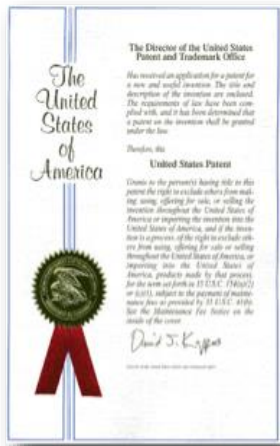 The
United
States
of
America
The Director of the United States
Patent and Trademark Office
Has received an application for a patent for
a new and useful invention. The title and
description of the invention are enclosed.
The requirements of law have been com-
plied with, and it has been determined that
a patent on the invention shall be granted
under the law.
Therefore, this
United States Patent
Grants to the person(s) having title to this
patent the right to exclude others from mak-
ing, using, offering for sale, or selling the
invention throughout the United States of
America or importing the invention into the
United States of America, and if the inven-
tion is a process, of the right to exclude oth-
ers from using, offering for sale or selling
throughout the United States of America, or
importing into the United States of
America, products made by that process,
for the term set forth in 35 U.S.C. 154(a)(2)
or (c)(1), subject to the payment of mainte-
nance fees as provided by 35 U.S.C. 41(b).
See the Maintenance Fee Notice on the
inside of the cover.
David J. Kappos